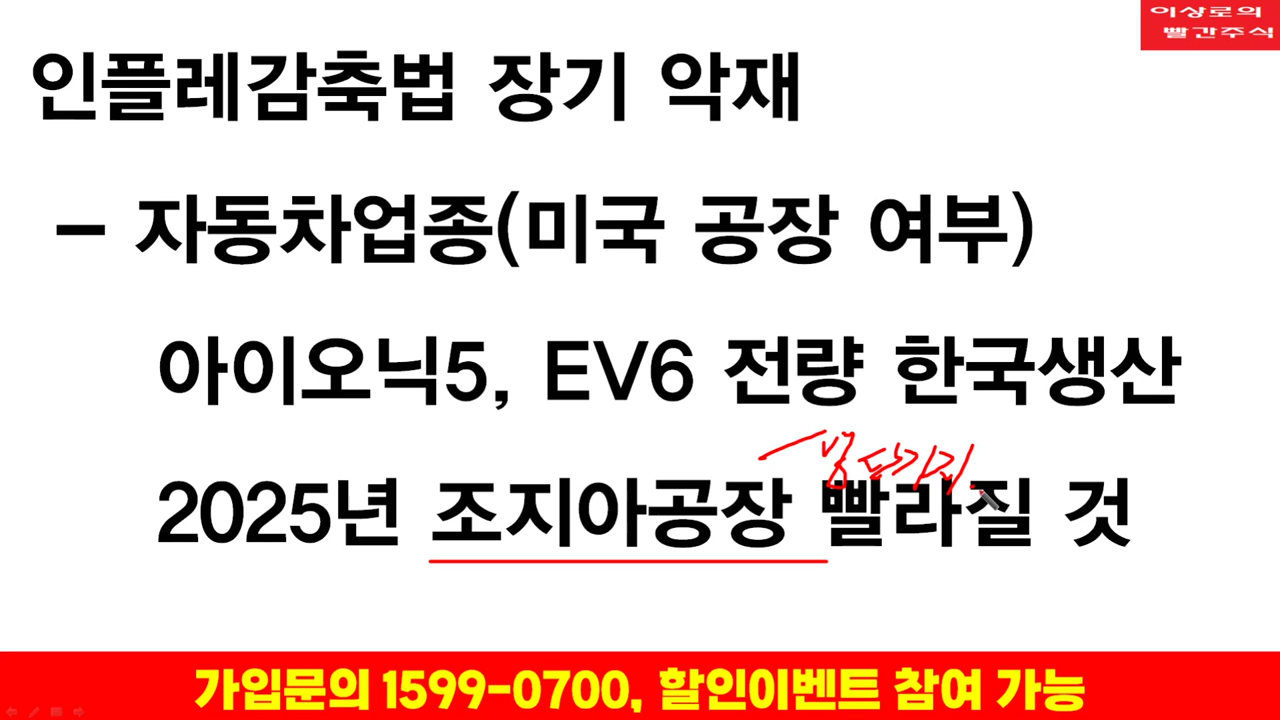 이상로의
빨간주식
인플레감축법 장기 악재
- 자동차업종(미국 공장 여부)
아이오닉5, EV6 전량 한국생산
2025년 조지아공장 빨라질 것
가입문의 1599-0700, 할인이벤트 참여 가능